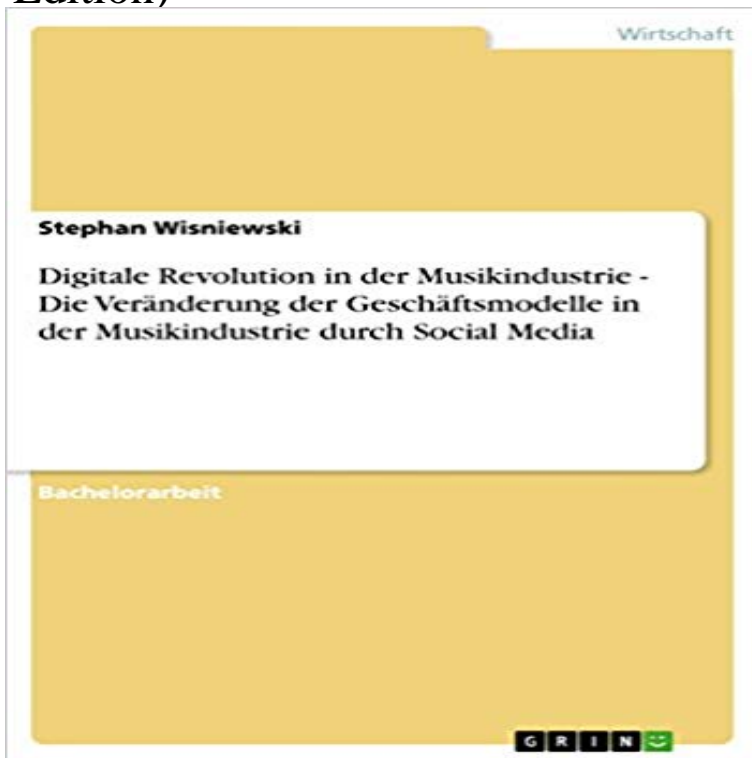 Edition)
Wirtschaft
Stephan Wisniewski
Digitale Revolution in der Musikindustrie -
Die Veränderung der Geschäftsmodelle in
der Musikindustrie durch Social Media
Bachelorarbeit
GRIN